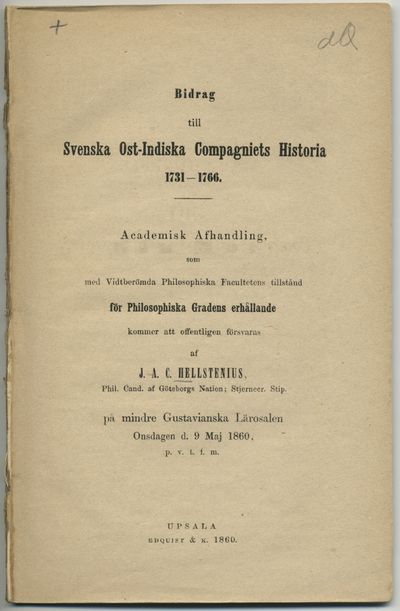 +
Bidrag
till
Svenska Ost-Indiska Compagniets Historia
1731–1766.
Academisk Afhandling,
som
med Vidtberömda Philosophiska Facultetens tillstånd
för Philosophiska Gradens erhållande
kommer att offentligen försvaras
af
J. A. C. HELLSTENIUS,
Phil. Cand. af Göteborgs Nation; Stjernecr. Stip.
på mindre Gustavianska Lärosalen
Onsdagen d. 9 Maj 1860,
p. v. t. f. m.
UPSALA
EDQUIST & K. 1860.